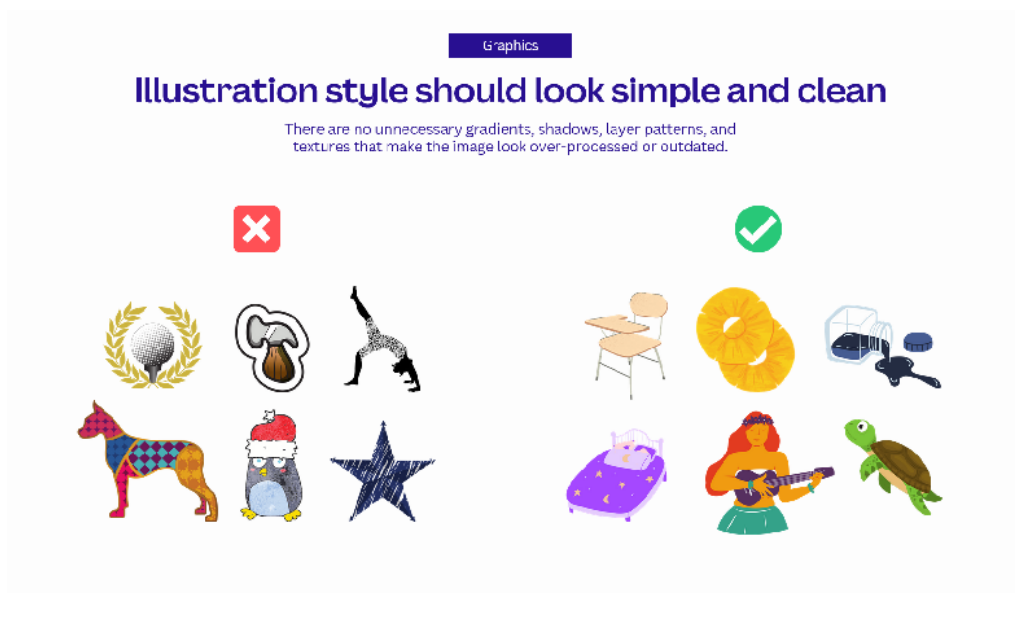 Graphics
Illustration style should look simple and clean
There are no unnecessary gradients, shadows, layer patterns, and
textures that make the image look over-processed or outdated.